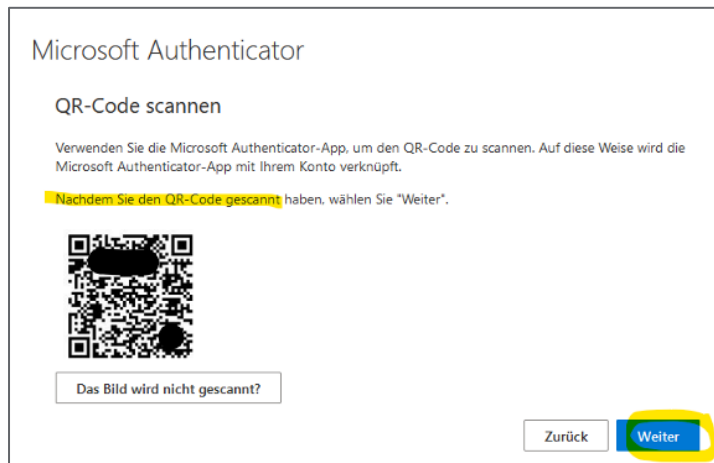 Microsoft Authenticator
QR-Code scannen
Verwenden Sie die Microsoft Authenticator-App, um den QR-Code zu scannen. Auf diese Weise wird die
Microsoft Authenticator-App mit Ihrem Konto verknüpft.
Nachdem Sie den QR-Code gescannt haben, wählen Sie "Weiter".
Das Bild wird nicht gescannt?
Zurück
Weiter